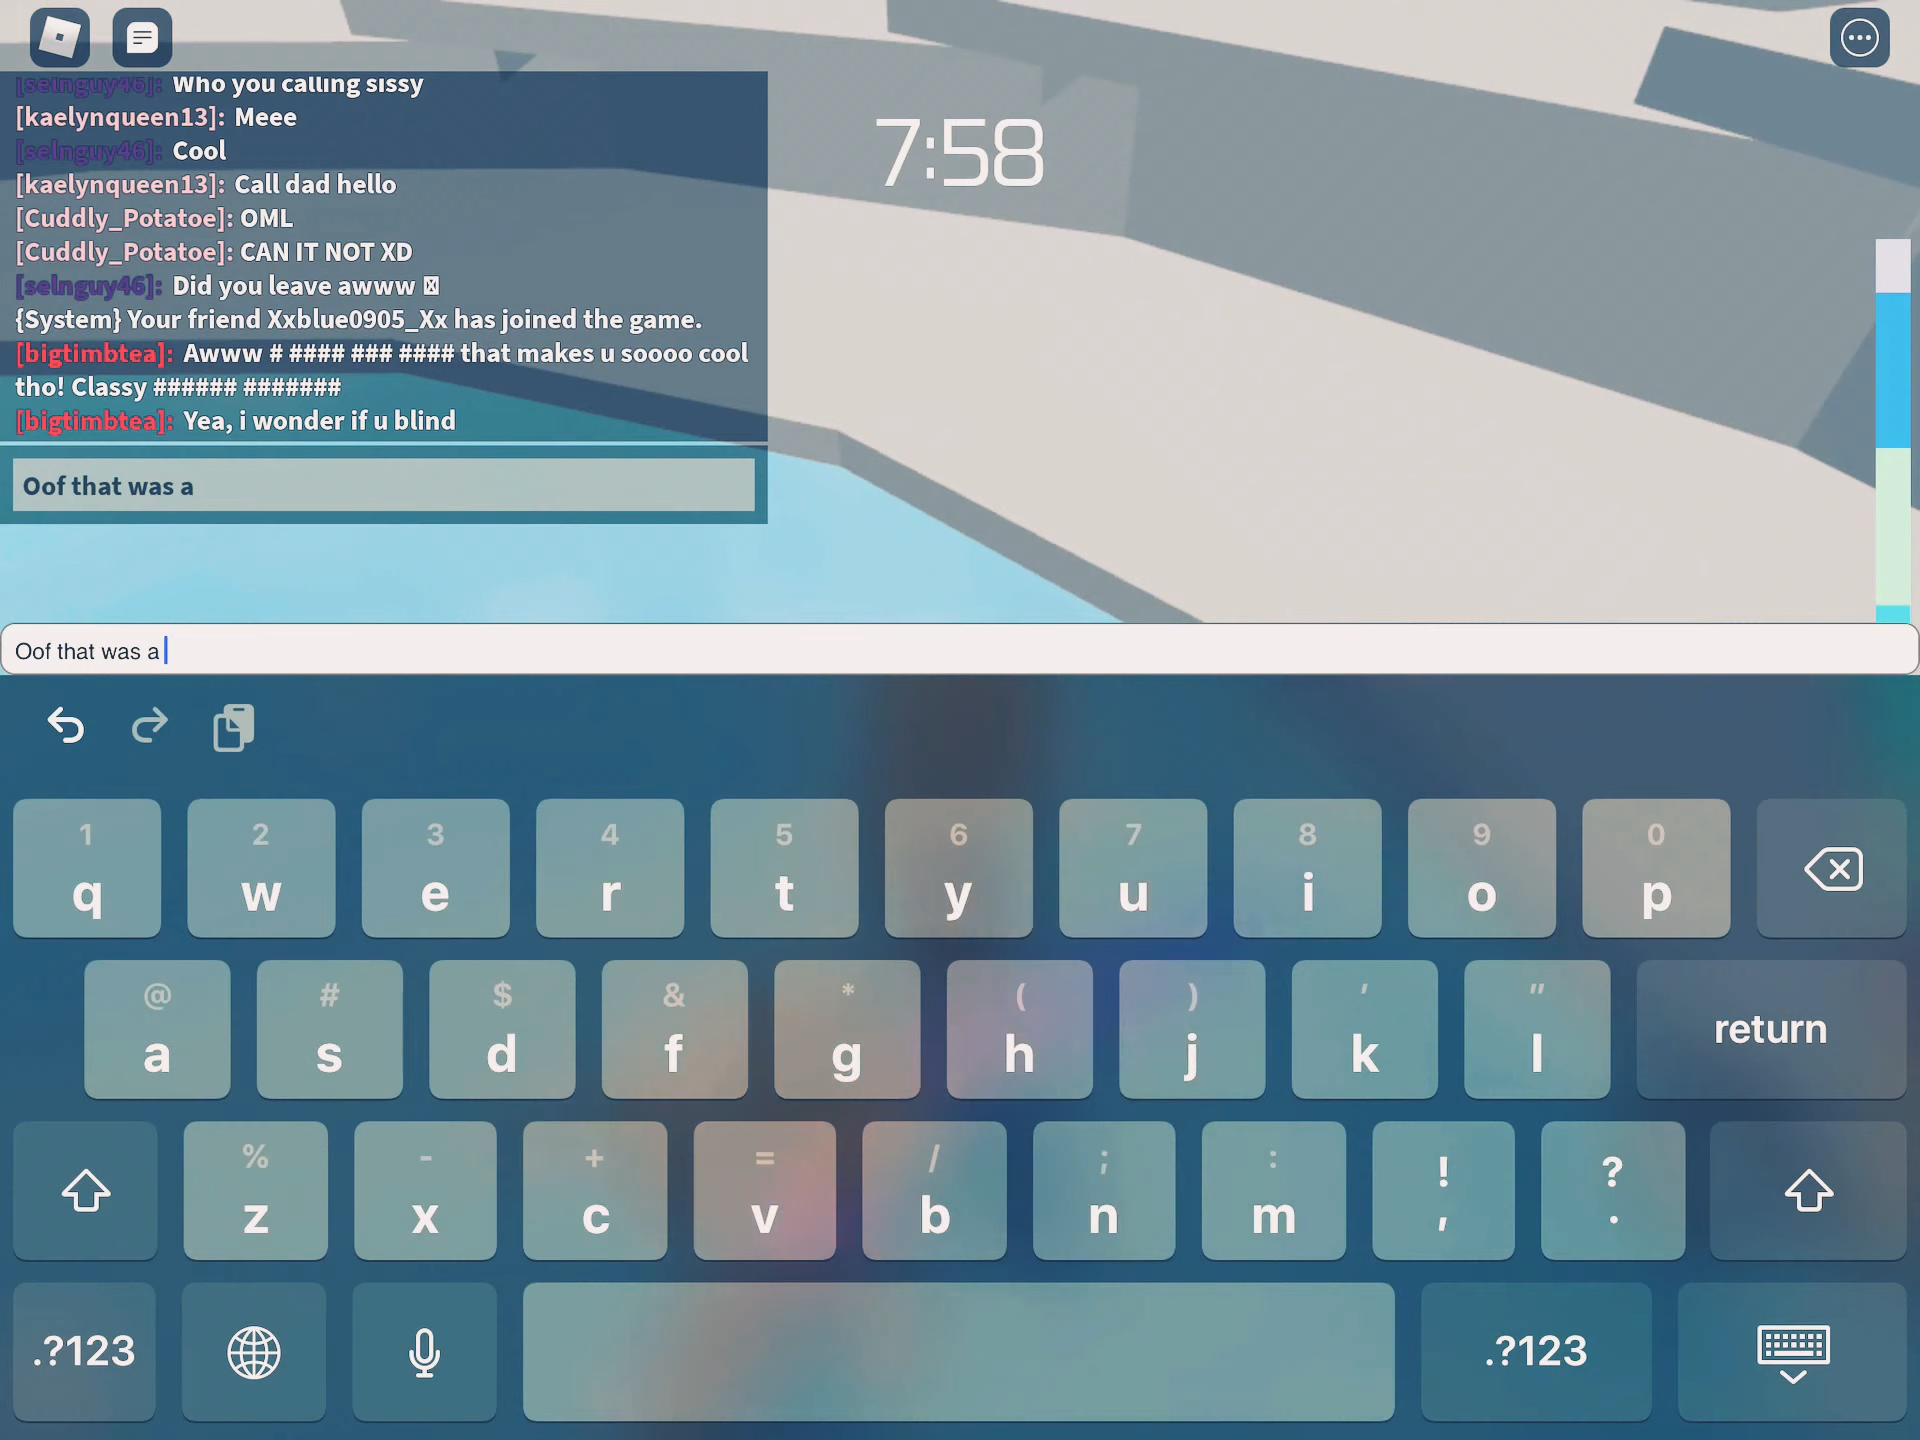 [selnguy46]: Who you calling sissy
[kaelynqueen13]: Meee
[selnguy46]: Cool
[kaelynqueen13]: Call dad hello
[Cuddly_Potatoe]: OML
[Cuddly_Potatoe]: CAN IT NOT XD
[selnguy46]: Did you leave awww
{System} Your friend Xxblue0905_Xx has joined the game.
[bigtimbtea]: Awww # #### ### #### that makes u soooo cool
tho! Classy ###### #######
[bigtimbtea]: Yea, i wonder if u blind
7:58
Oof that was a
Oof that was a
1 2 3 4 5 6 7 8 9 0
q w e r t y u i o p
@ # $ & * ( ) ' "
a s d f g h j k l return
% - + = / ; : ! ?
z x c v b n m , .
.?123 .?123